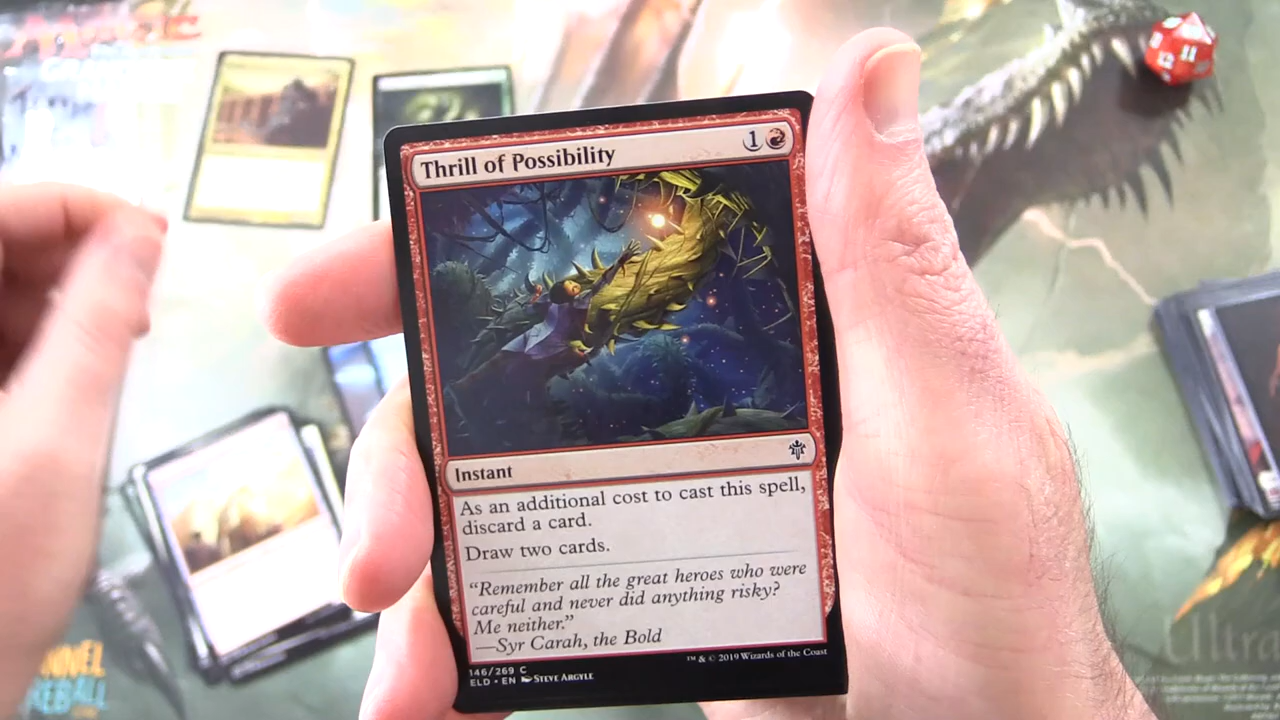 11
12
Thrill of Possibility
1
Instant
As an additional cost to cast this spell,
discard a card.
Draw two cards.
“Remember all the great heroes who were
careful and never did anything risky?
Me neither.”
—Syr Carah, the Bold
146/269 C
ELD • EN STEVE ARGYLE
™ & © 2019 Wizards of the Coast
Ultra